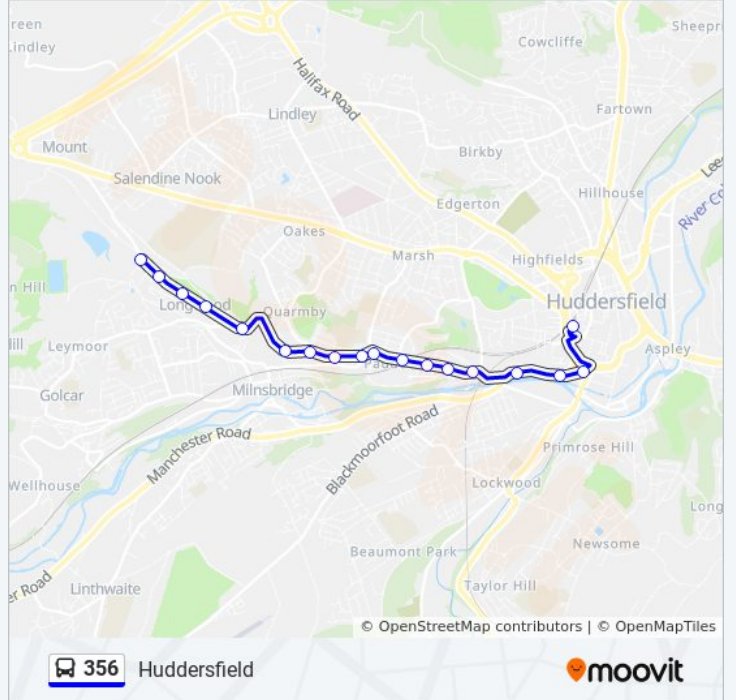 reen
Lindley
Cowcliffe
Sheepri
Halifax Road
Lindley
Fartown
Mount
Birkby
Lee
Salendine Nook
Hillhouse
Edgerton
River Co
Oakes
Marsh
Highfields
n Hill
Longwood
Quarmby
Huddersfield
ill
Leymoor
Aspley
Golcar
Milnsbridge
Manchester Road
Blackmoorfoot Road
Primrose Hill
Wellhouse
Lockwood
Long
Beaumont Park
Newsome
er Road
Linthwaite
Taylor Hill
© OpenStreetMap contributors | © OpenMapTiles
356 Huddersfield
moovit